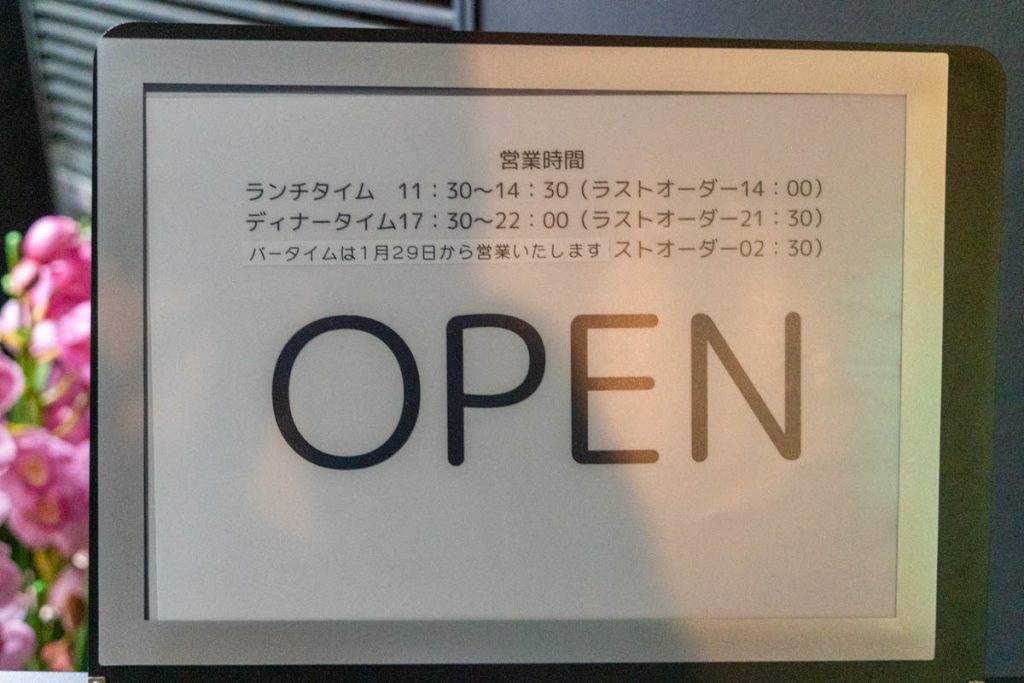 営業時間
ランチタイム　11：30～14：30（ラストオーダー14：00）
ディナータイム17：30～22：00（ラストオーダー21：30）
バータイムは1月29日から営業いたします ストオーダー02：30）
OPEN